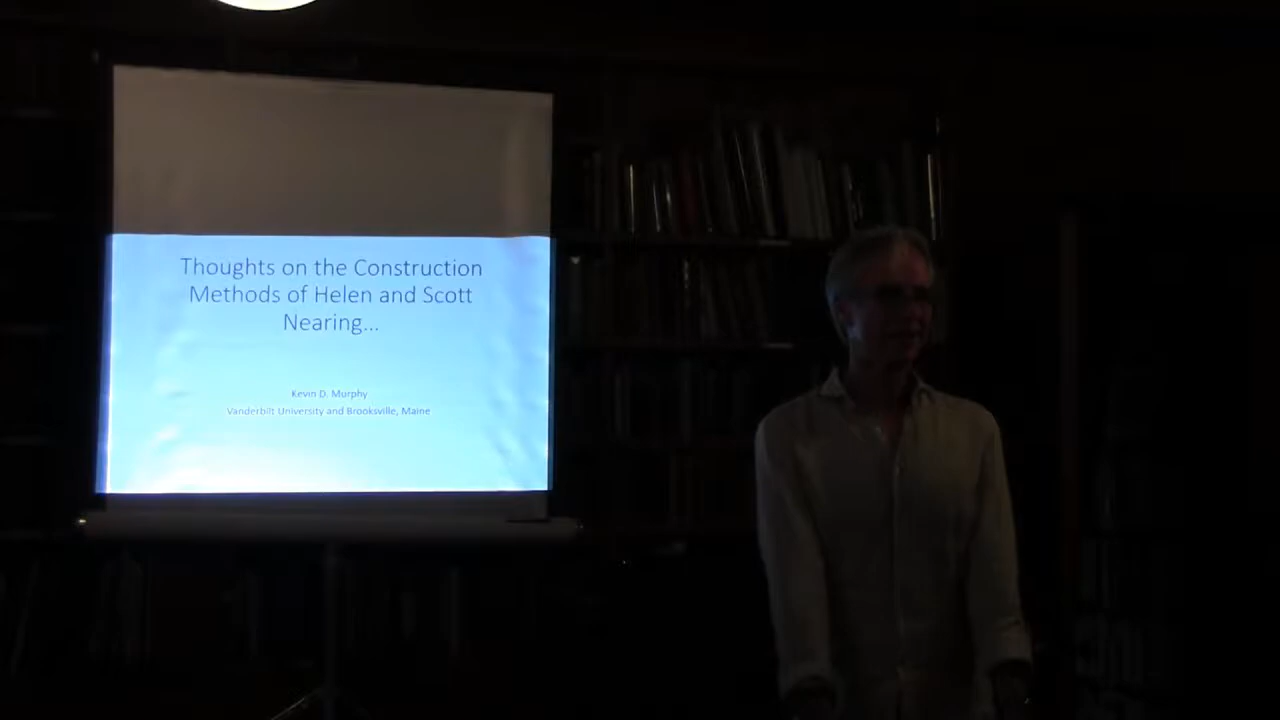 Thoughts on the Construction
Methods of Helen and Scott
Nearing...
Kevin D. Murphy
Vanderbilt University and Brooksville, Maine